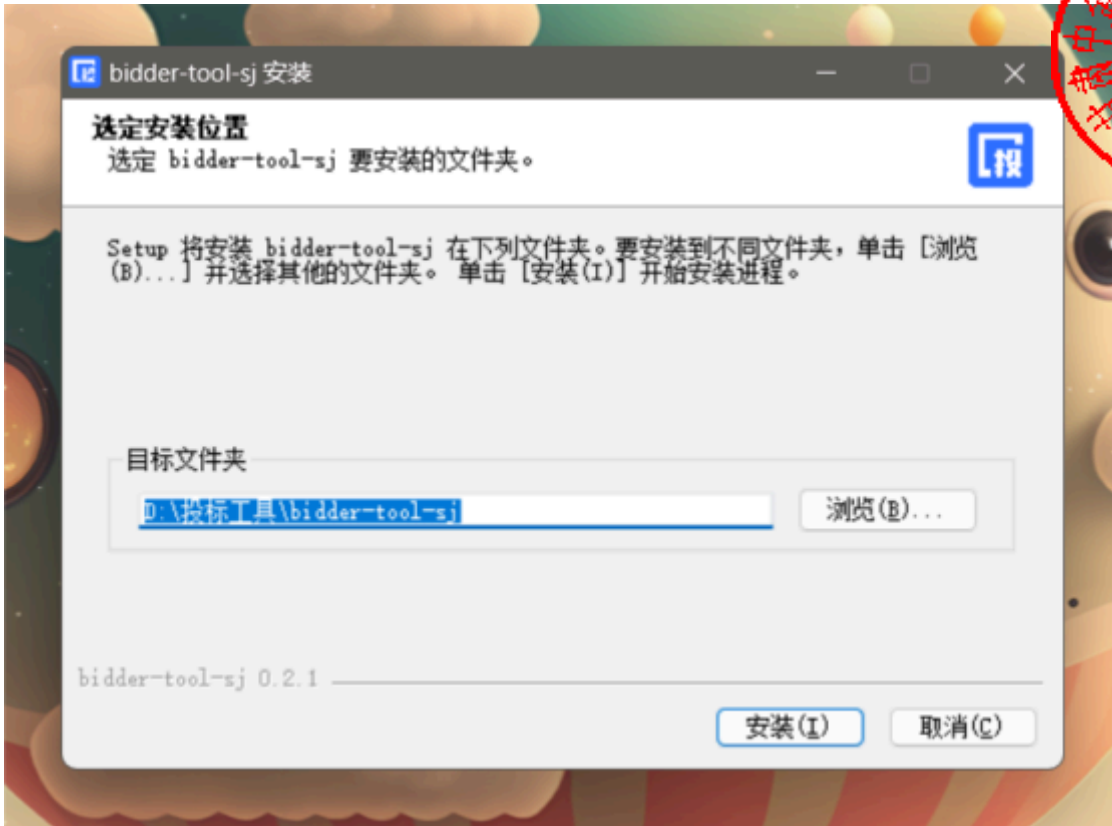 bidder-tool-sj 安装
选定安装位置
选定 bidder-tool-sj 要安装的文件夹。
投
Setup 将安装 bidder-tool-sj 在下列文件夹。要安装到不同文件夹，单击 [浏览
(B)...] 并选择其他的文件夹。 单击 [安装(I)] 开始安装进程。
目标文件夹
D:\投标工具\bidder-tool-sj
浏览(B)...
bidder-tool-sj 0.2.1
安装(I)
取消(C)